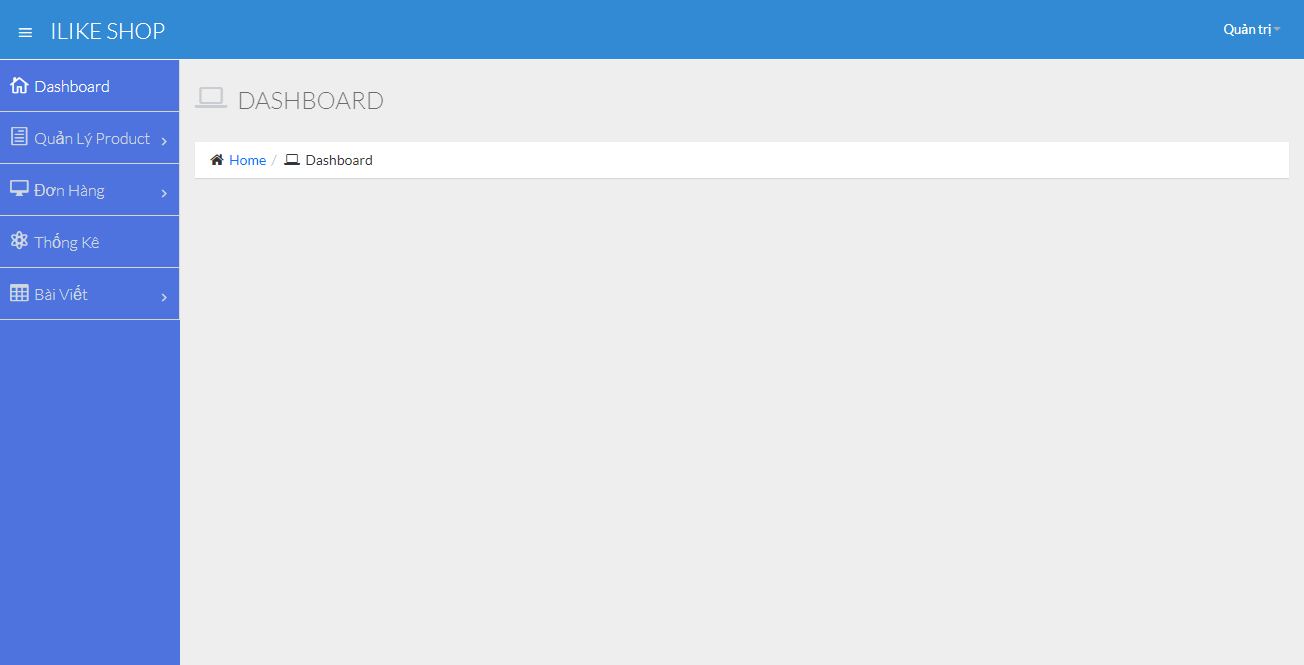 ILIKE SHOP
Quản trị
Dashboard
Quản Lý Product
Đơn Hàng
Thống Kê
Bài Viết
DASHBOARD
Home / Dashboard